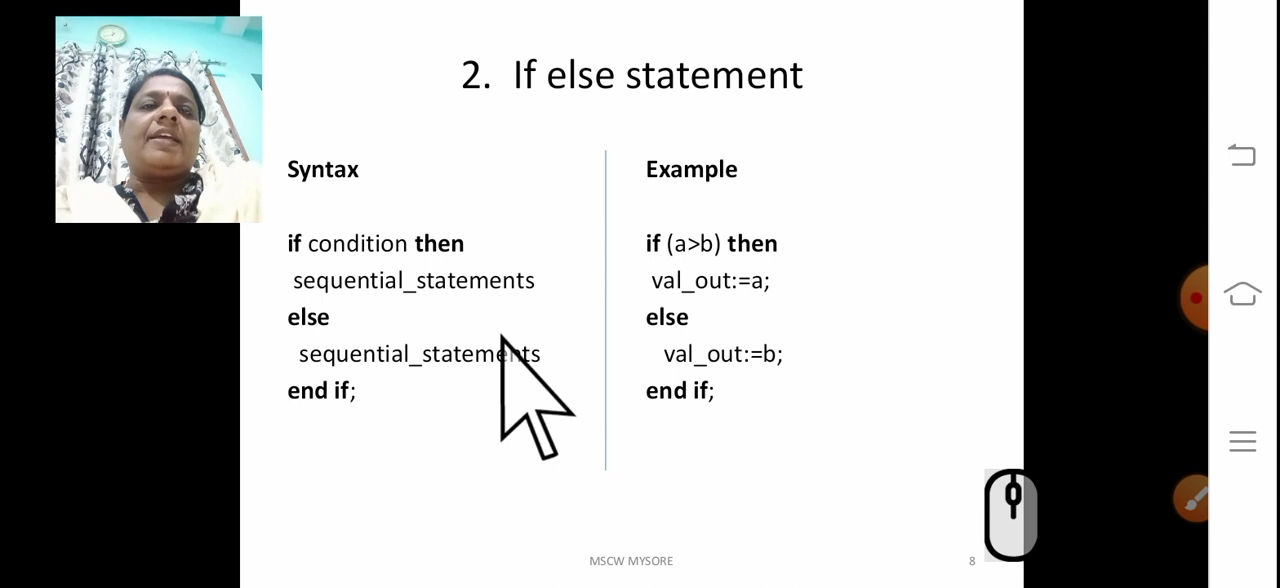 2. If else statement
Syntax
if condition then
sequential_statements
else
sequential_statements
end if;
Example
if (a>b) then
val_out:=a;
else
val_out:=b;
end if;
MSCW MYSORE
8